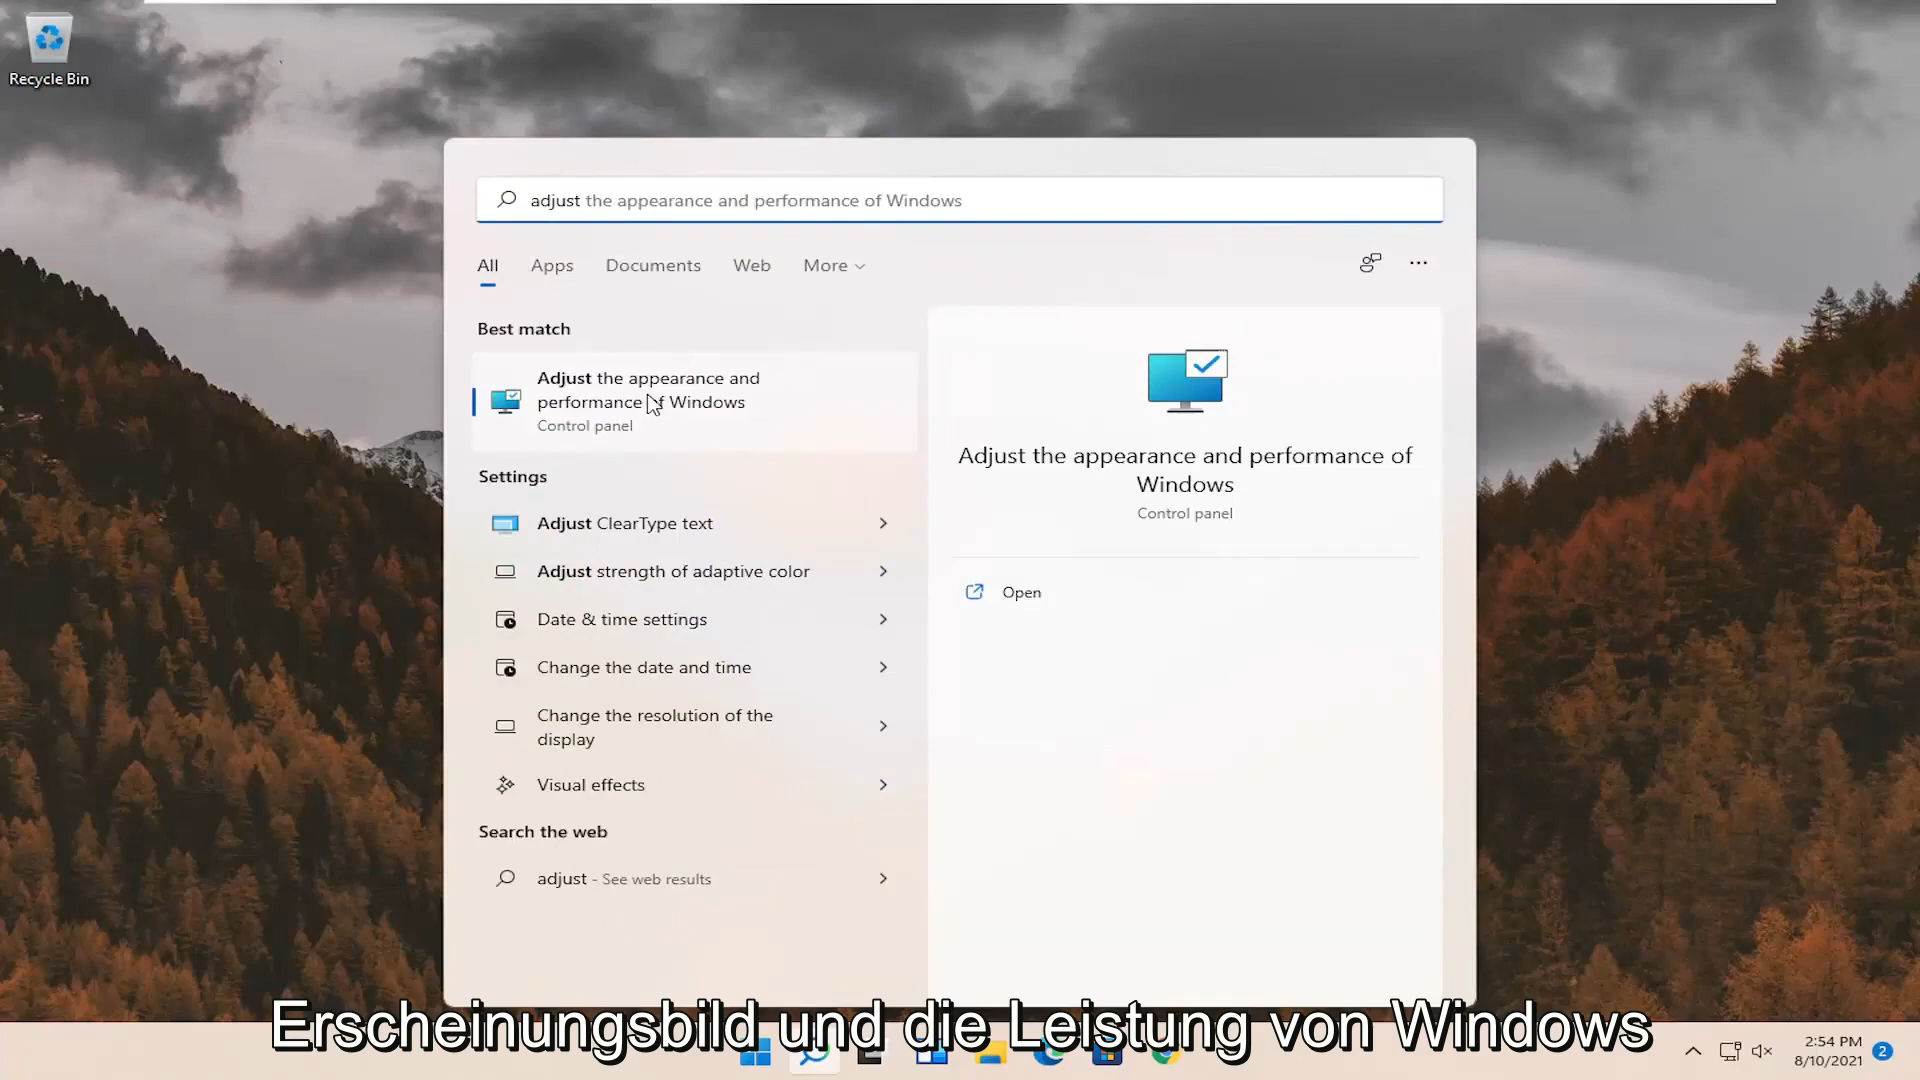 Recycle Bin
adjust the appearance and performance of Windows
All Apps Documents Web More
Best match
Adjust the appearance and
performance of Windows
Control panel
Settings
Adjust ClearType text
Adjust strength of adaptive color
Date & time settings
Change the date and time
Change the resolution of the
display
Visual effects
Search the web
adjust - See web results
Adjust the appearance and performance of
Windows
Control panel
Open
Erscheinungsbild und die Leistung von Windows
2:54 PM
8/10/2021
2